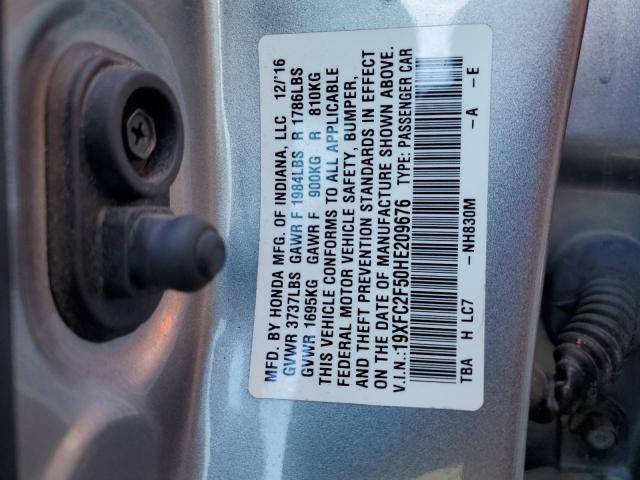 MFD. BY HONDA MFG. OF INDIANA, LLC 12/'16
GVWR 3737LBS GAWR F 1984LBS R 1786LBS
GVWR 1695KG GAWR F 900KG R 810KG
THIS VEHICLE CONFORMS TO ALL APPLICABLE
FEDERAL MOTOR VEHICLE SAFETY, BUMPER,
AND THEFT PREVENTION STANDARDS IN EFFECT
ON THE DATE OF MANUFACTURE SHOWN ABOVE.
V.I.N.:19XFC2F50HE209676 TYPE: PASSENGER CAR
TBA H LC7 -NH830M -A -E